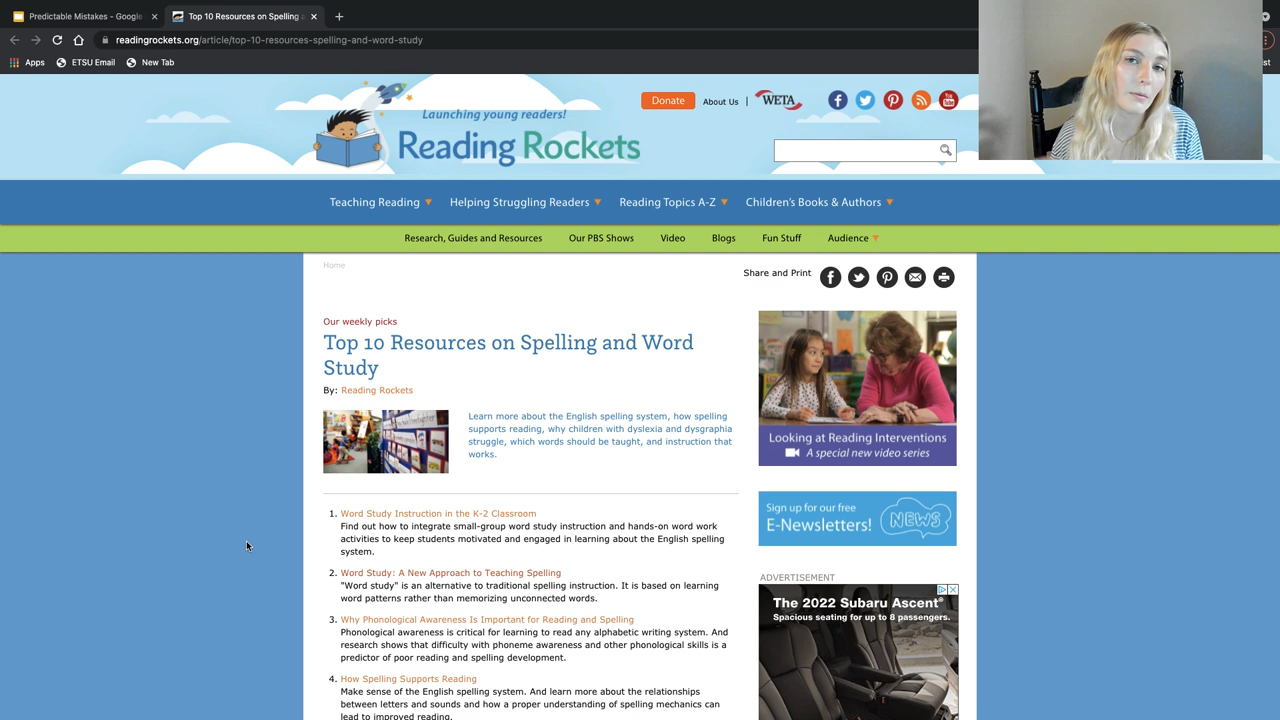 Predictable Mistakes - Google
Top 10 Resources on Spelling a
readingrockets.org/article/top-10-resources-spelling-and-word-study
Apps
ETSU Email
New Tab
Launching young readers!
Reading Rockets
Donate
About Us
WETA
You Tube
Teaching Reading
Helping Struggling Readers
Reading Topics A-Z
Children's Books & Authors
Research, Guides and Resources
Our PBS Shows
Video
Blogs
Fun Stuff
Audience
Home
Share and Print
Our weekly picks
Top 10 Resources on Spelling and Word
Study
By: Reading Rockets
Learn more about the English spelling system, how spelling
supports reading, why children with dyslexia and dysgraphia
struggle, which words should be taught, and instruction that
works.
1. Word Study Instruction in the K-2 Classroom
Find out how to integrate small-group word study instruction and hands-on word work
activities to keep students motivated and engaged in learning about the English spelling
system.
2. Word Study: A New Approach to Teaching Spelling
"Word study" is an alternative to traditional spelling instruction. It is based on learning
word patterns rather than memorizing unconnected words.
3. Why Phonological Awareness Is Important for Reading and Spelling
Phonological awareness is critical for learning to read any alphabetic writing system. And
research shows that difficulty with phoneme awareness and other phonological skills is a
predictor of poor reading and spelling development.
4. How Spelling Supports Reading
Make sense of the English spelling system. And learn more about the relationships
between letters and sounds and how a proper understanding of spelling mechanics can
lead to improved reading.
Looking at Reading Interventions
A special new video series
Sign up for our free
E-Newsletters!
NEWS
ADVERTISEMENT
The 2022 Subaru Ascent®
Spacious seating for up to 8 passengers.